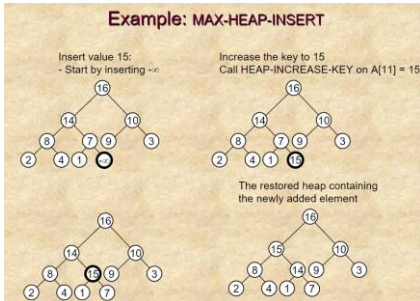 Example: MAX-HEAP-INSERT
Insert value 15:
- Start by inserting -∞
16
14 10
8 7 9 3
2 4 1 -∞
Increase the key to 15
Call HEAP-INCREASE-KEY on A[11] = 15
16
14 10
8 7 9 3
2 4 1 15
16
14 10
8 15 9 3
2 4 1 7
The restored heap containing
the newly added element
16
15 10
8 14 9 3
2 4 1 7